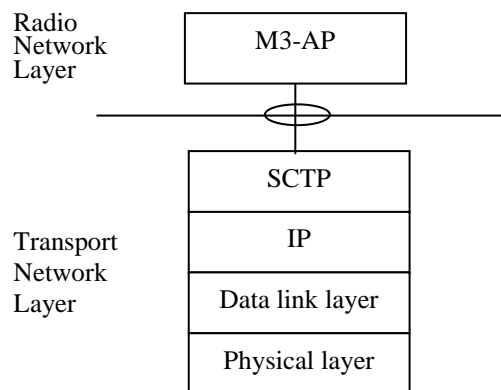 Radio
Network
Layer
M3-AP
SCTP
IP
Transport
Network
Layer
Data link layer
Physical layer